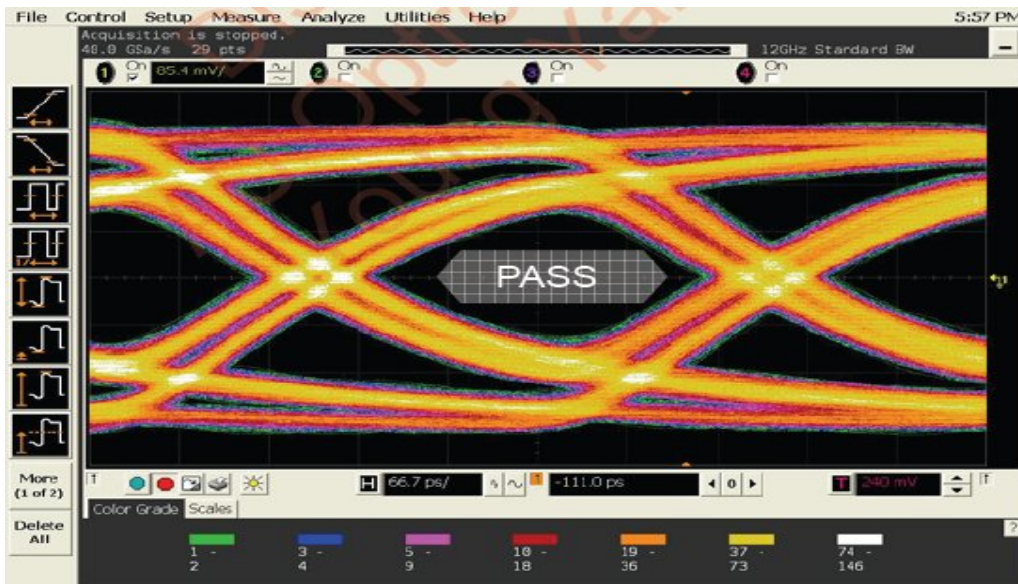 File Control Setup Measure Analyze Utilities Help 5:57 PM
Acquisition is stopped.
40.0 GSa/s 29 pts 12GHz Standard BW
1 On 85.4 mV/ 2 On 3 On 4 On
PASS
More
(1 of 2)
H 66.7 ps/ -111.0 ps 0 T 240 mV
Color Grade Scales
Delete
All
?
1 - 3 - 5 - 10 - 19 - 37 - 74 -
2 4 9 18 36 73 146